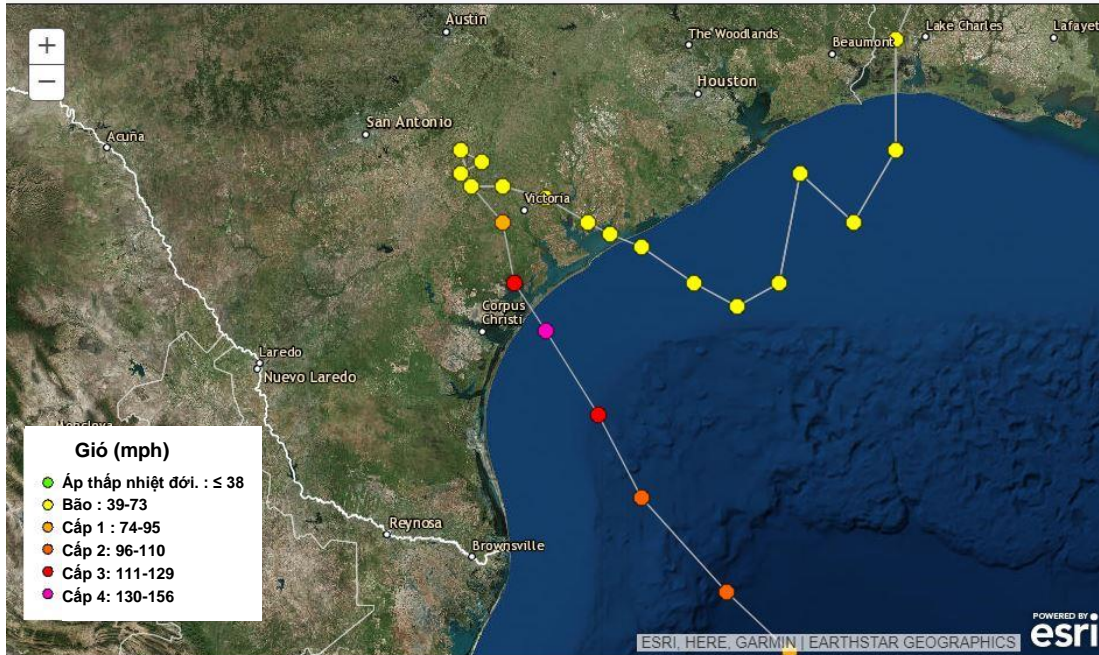 Austin
Lake Charles
Lafayet
The Woodlands
Beaumont
+
−
Houston
San Antonio
Acuña
Victoria
Corpus
Christi
Laredo
Nuevo Laredo
Monclova
Gió (mph)
Áp thấp nhiệt đới. : ≤ 38
Bão : 39-73
Cấp 1 : 74-95
Cấp 2: 96-110
Cấp 3: 111-129
Cấp 4: 130-156
Reynosa
Brownsville
ESRI, HERE, GARMIN | EARTHSTAR GEOGRAPHICS
POWERED BY
esri